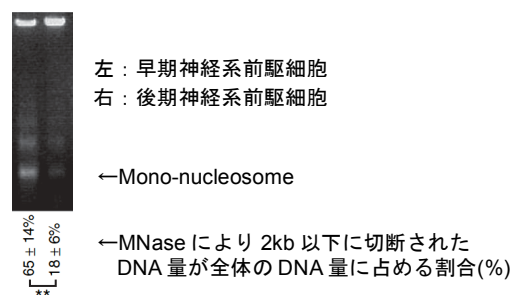 左：早期神経系前駆細胞
右：後期神経系前駆細胞
←Mono-nucleosome
65 ± 14%
18 ± 6%
**
←MNase により 2kb 以下に切断された
DNA 量が全体の DNA 量に占める割合(%)